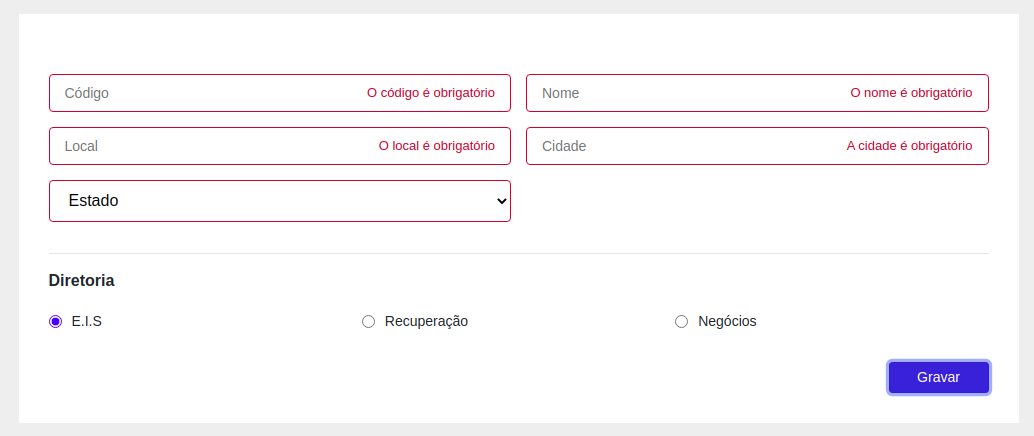 Código O código é obrigatório Nome O nome é obrigatório
Local O local é obrigatório Cidade A cidade é obrigatório
Estado
Diretoria
E.I.S Recuperação Negócios
Gravar